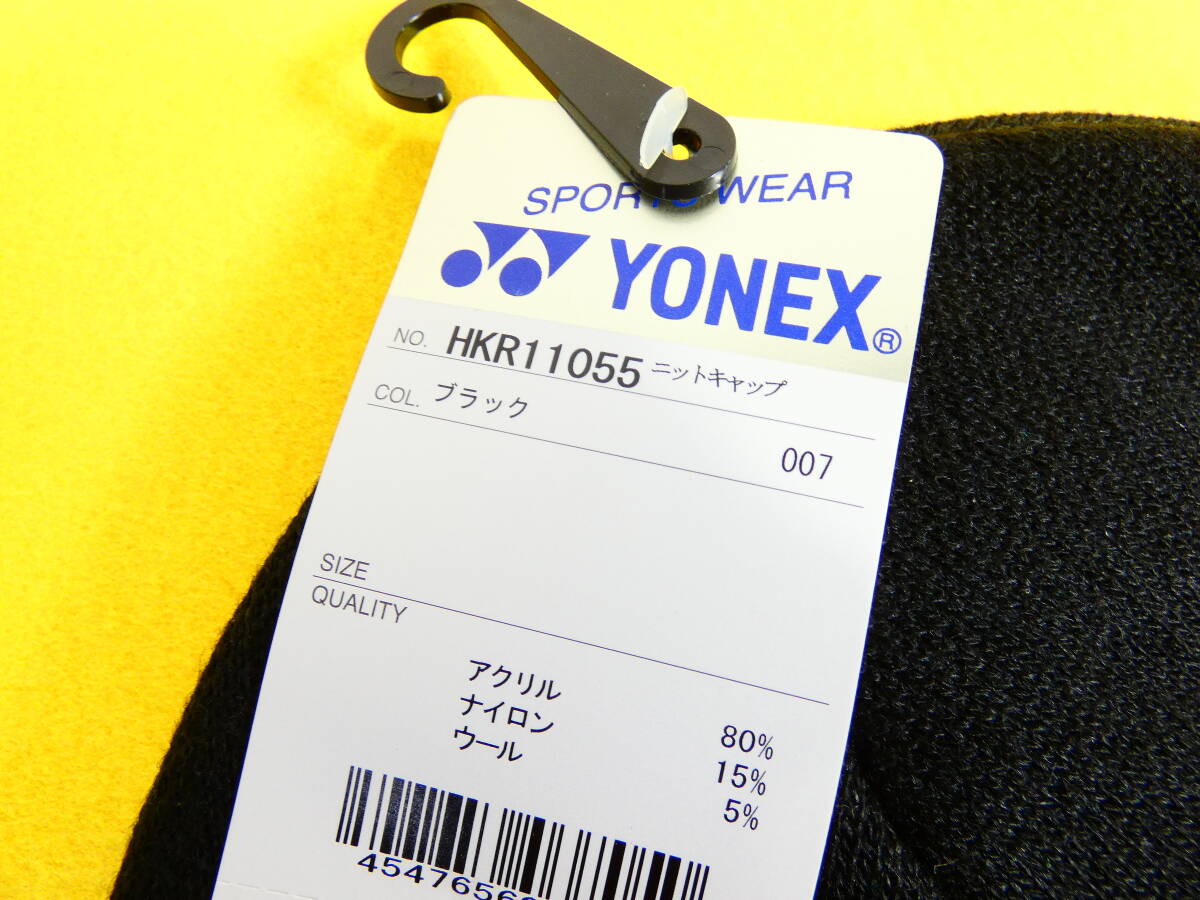 SPORTS WEAR
YONEX®
NO. HKR11055 ニットキャップ
COL. ブラック 007
SIZE
QUALITY
アクリル 80%
ナイロン 15%
ウール 5%